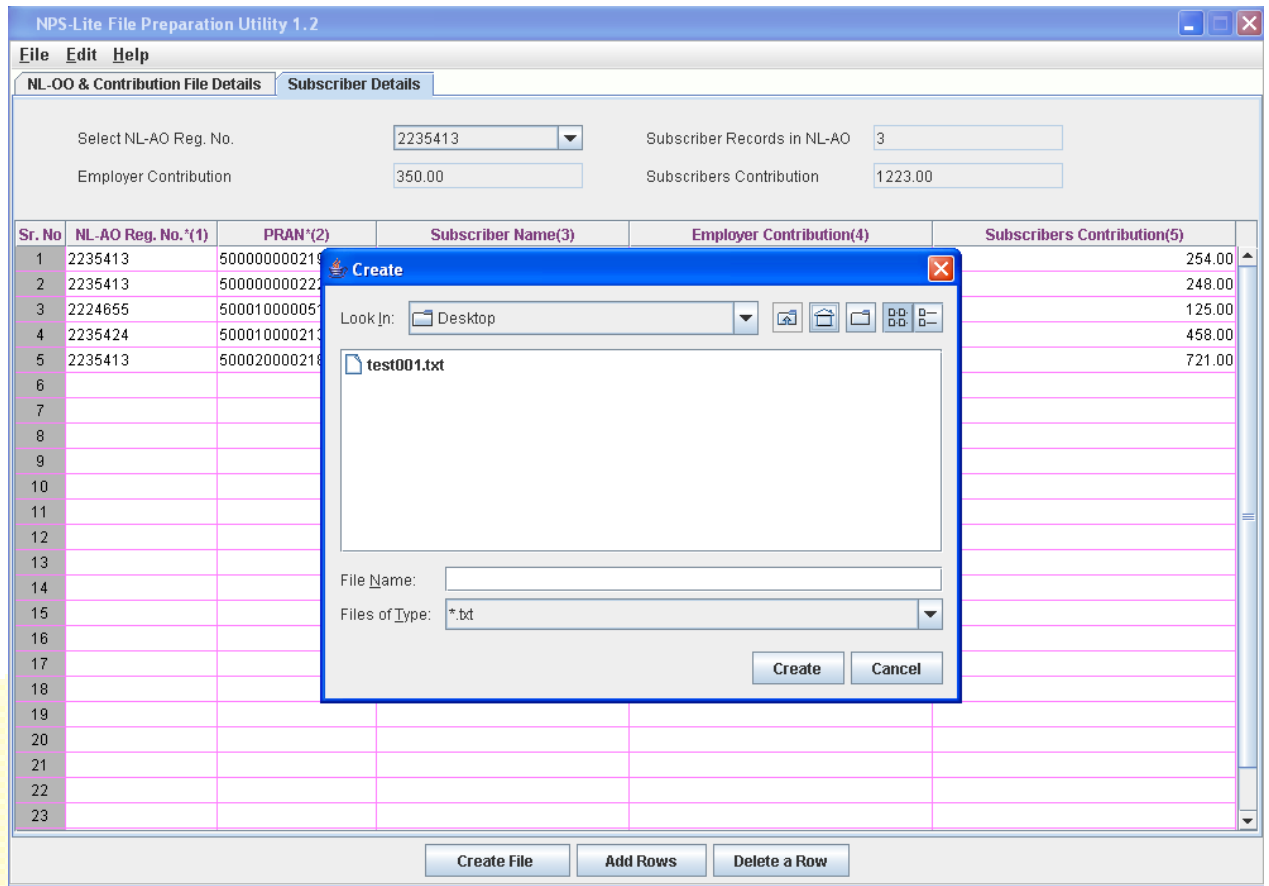 NPS-Lite File Preparation Utility 1.2
File Edit Help
NL-OO & Contribution File Details Subscriber Details
Select NL-AO Reg. No. 2235413 Subscriber Records in NL-AO 3
Employer Contribution 350.00 Subscribers Contribution 1223.00
Sr. No NL-AO Reg. No.*(1) PRAN*(2) Subscriber Name(3) Employer Contribution(4) Subscribers Contribution(5)
1 2235413 254.00
2 2235413 248.00
3 2224655 125.00
4 2235424 458.00
5 2235413 721.00
6
7
8
9
10
11
12
13
14
15
16
17
18
19
20
21
22
23
Create
Look In: Desktop
test001.txt
File Name:
Files of Type: *.txt
Create Cancel
Create File Add Rows Delete a Row